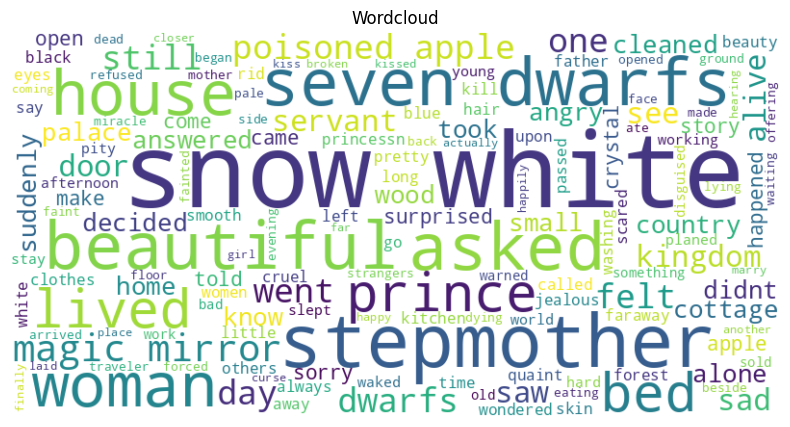 Wordcloud
open dead closer poisoned apple one cleaned beauty
black still began father opened ground
eyes refused mother kiss broken kissed young
house seven dwarfs alive
coming pale rid kill face hearing offering
say miracle side servant blue hair angry see made
palace come took upon crystal ate story
suddenly answered came princessn back actually passed working
door pity fainted pretty long disguised lying waiting
snow white
afternoon wood happily scared happened
make decided smooth left surprised small country
faint evening far go washing
stay beautiful asked kingdom
clothes girl strangers warned something marry
home told cruel went prince called felt didnt
white floor women slept jealous faraway cottage
lived bad know kitchen dying world another
arrived place work little happy quaint hard apple
magic mirror others sorry stepmother forest alone sold
finally laid traveler forced curse always waked time old eating beside
woman day away dwarfs saw wondered skin bed sad